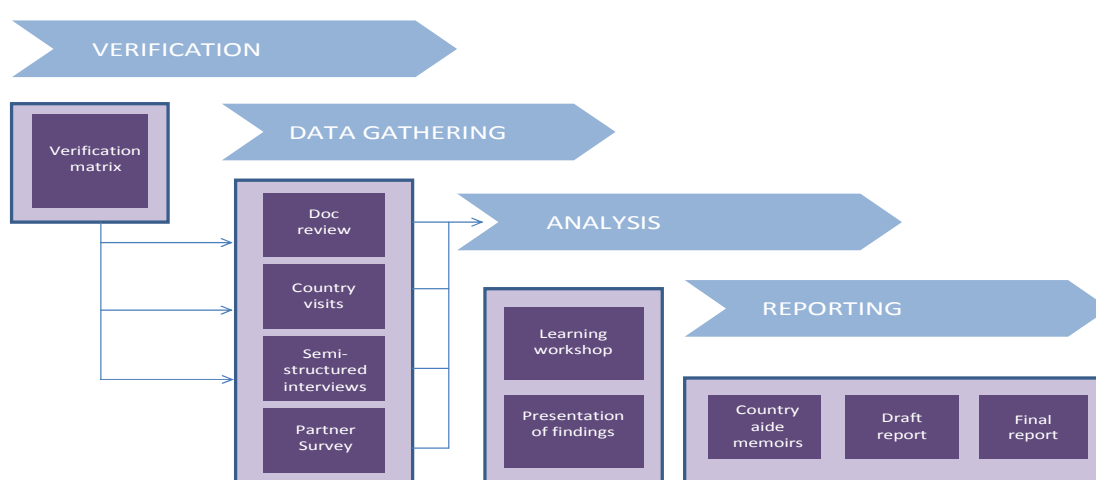 VERIFICATION
Verification
matrix
DATA GATHERING
Doc
review
Country
visits
Semi-
structured
interviews
Partner
Survey
ANALYSIS
Learning
workshop
Presentation
of findings
REPORTING
Country
aide
memoirs
Draft
report
Final
report